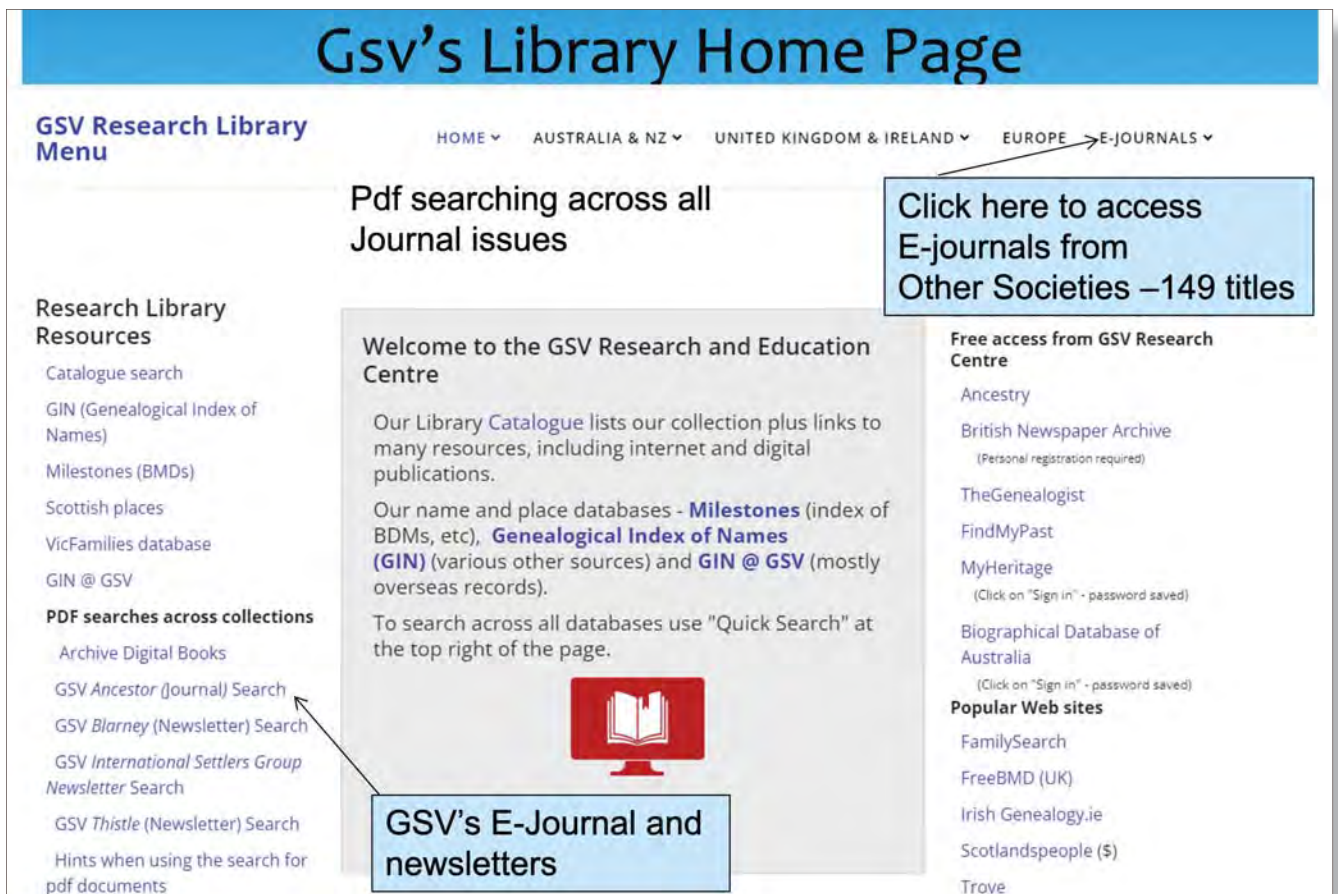 Gsv's Library Home Page
GSV Research Library
Menu
HOME
AUSTRALIA & NZ
UNITED KINGDOM & IRELAND
EUROPE
E-JOURNALS
Pdf searching across all
Journal issues
Click here to access
E-journals from
Other Societies –149 titles
Research Library
Resources
Catalogue search
GIN (Genealogical Index of
Names)
Milestones (BMDs)
Scottish places
VicFamilies database
GIN @ GSV
PDF searches across collections
Archive Digital Books
GSV Ancestor (Journal) Search
GSV Blarney (Newsletter) Search
GSV International Settlers Group
Newsletter Search
GSV Thistle (Newsletter) Search
Hints when using the search for
pdf documents
Welcome to the GSV Research and Education
Centre
Our Library Catalogue lists our collection plus links to
many resources, including internet and digital
publications.
Our name and place databases - Milestones (index of
BDMs, etc), Genealogical Index of Names
(GIN) (various other sources) and GIN @ GSV (mostly
overseas records).
To search across all databases use "Quick Search" at
the top right of the page.
GSV's E-Journal and
newsletters
Free access from GSV Research
Centre
Ancestry
British Newspaper Archive
(Personal registration required)
TheGenealogist
FindMyPast
MyHeritage
(Click on "Sign in" - password saved)
Biographical Database of
Australia
(Click on "Sign in" - password saved)
Popular Web sites
FamilySearch
FreeBMD (UK)
Irish Genealogy.ie
Scotlandspeople ($)
Trove